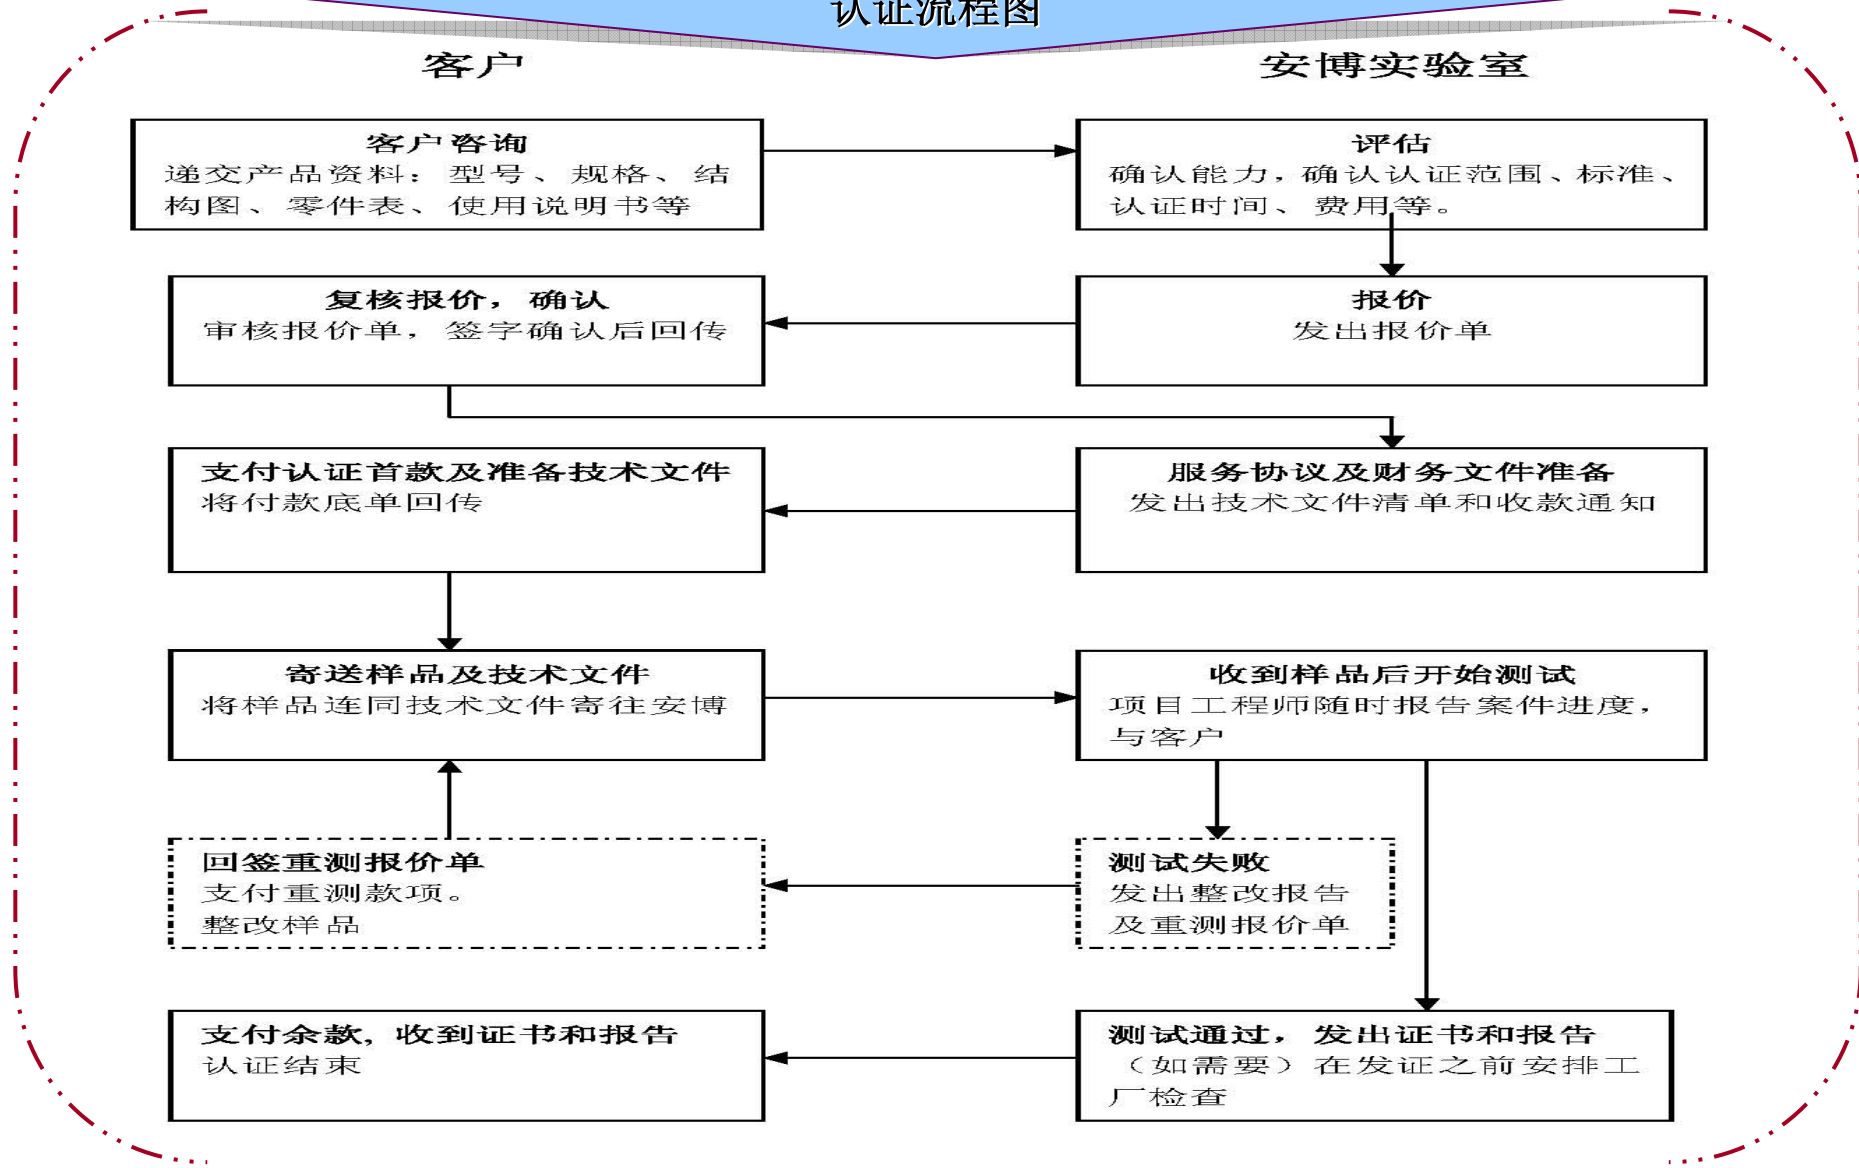 认证流程图
客户
安博实验室
客户咨询
递交产品资料：型号、规格、结
构图、零件表、使用说明书等
评估
确认能力，确认认证范围、标准、
认证时间、费用等。
复核报价，确认
审核报价单，签字确认后回传
报价
发出报价单
支付认证首款及准备技术文件
将付款底单回传
服务协议及财务文件准备
发出技术文件清单和收款通知
寄送样品及技术文件
将样品连同技术文件寄往安博
收到样品后开始测试
项目工程师随时报告案件进度，
与客户
回签重测报价单
支付重测款项。
整改样品
测试失败
发出整改报告
及重测报价单
支付余款，收到证书和报告
认证结束
测试通过，发出证书和报告
（如需要）在发证之前安排工
厂检查